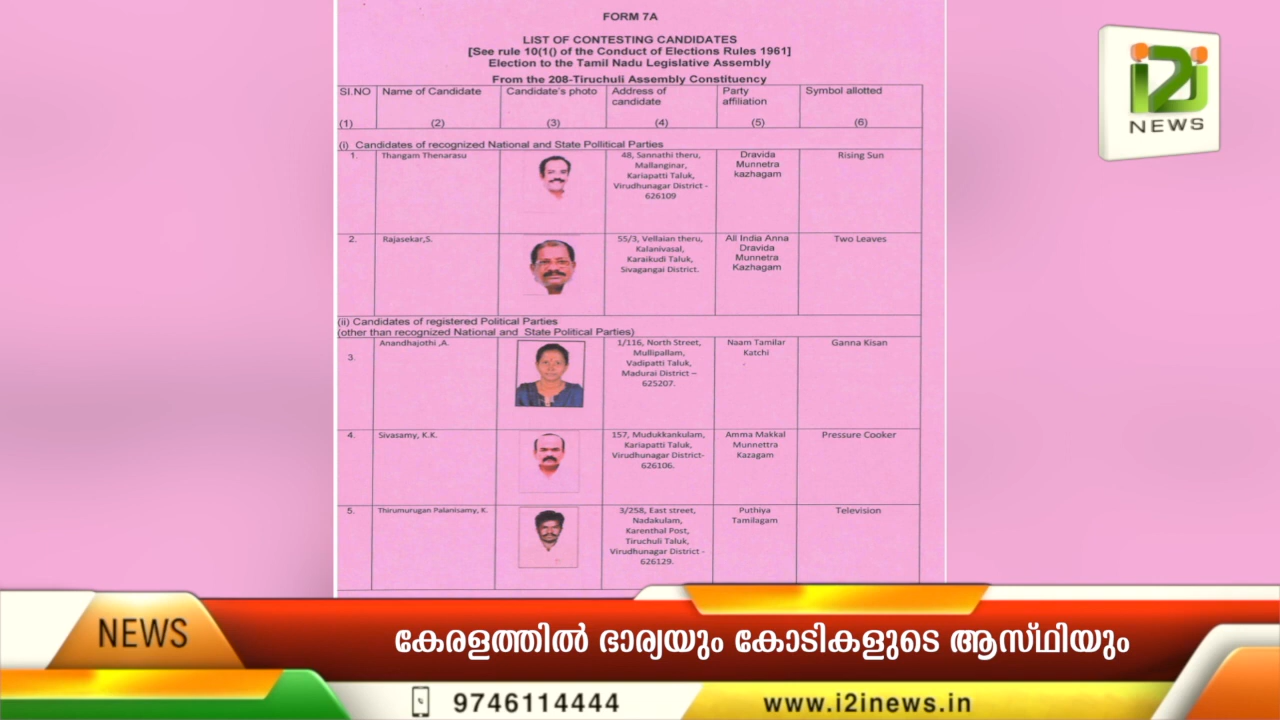 FORM 7A
LIST OF CONTESTING CANDIDATES
[See rule 10(1() of the Conduct of Elections Rules 1961]
Election to the Tamil Nadu Legislative Assembly
From the 208-Tiruchuli Assembly Constituency
SI.NO Name of Candidate Candidate's photo Address of candidate Party affiliation Symbol allotted
(1) (2) (3) (4) (5) (6)
(i) Candidates of recognized National and State Pollitical Parties
1. Thangam Thenarasu 48, Sannathi theru, Dravida Rising Sun
Mallanginar, Munnetra
Kariapatti Taluk, kazhagam
Virudhunagar District -
626109
2. Rajasekar,S. 55/3, Vellaian theru, All India Anna Two Leaves
Kalanivasal, Dravida
Karaikudi Taluk, Munnetra
Sivagangai District. Kazhagam
(ii) Candidates of registered Political Parties
(other than recognized National and State Political Parties)
3. Anandhajothi ,A. 1/116, North Street, Naam Tamilar Ganna Kisan
Mullipallam, Katchi
Vadipatti Taluk,
Madurai District –
625207.
4. Sivasamy, K.K. 157, Mudukkankulam, Amma Makkal Pressure Cooker
Kariapatti Taluk, Munnettra
Virudhunagar District- Kazagam
626106.
5. Thirumurugan Palanisamy, K. 3/258, East street, Puthiya Television
Nadakulam, Tamilagam
Karenthal Post,
Tiruchuli Taluk,
Virudhunagar District -
626129.
i2i
NEWS
NEWS
കേരളത്തിൽ ഭാര്യയും കോടികളുടെ ആസ്ഥിയും
9746114444
www.i2inews.in